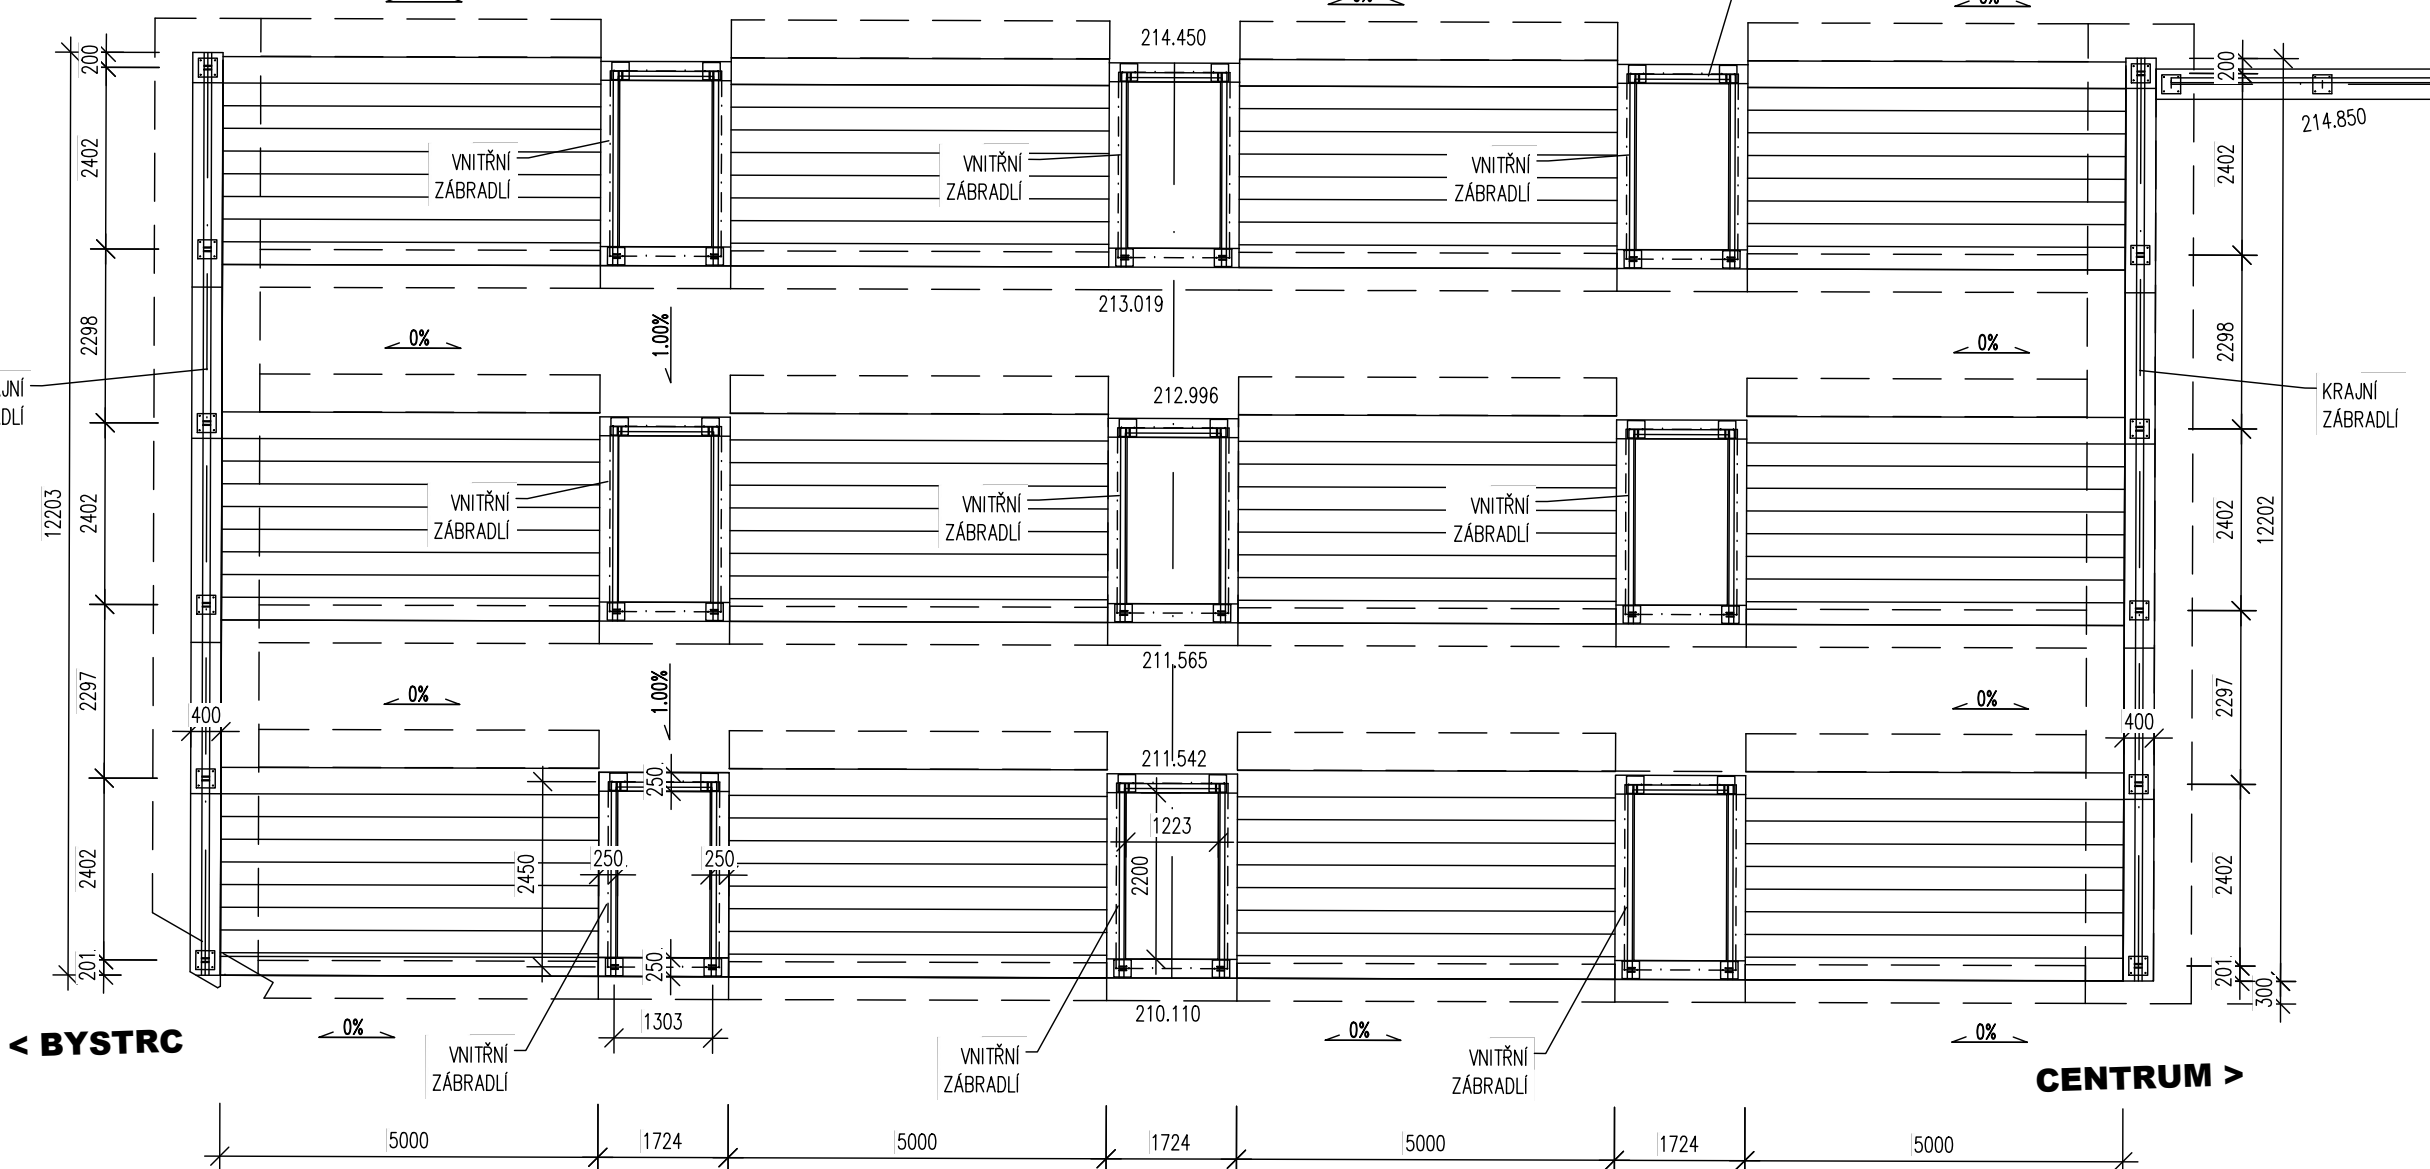 0%
0%
214.450
200
200
214.850
2402
VNITŘNÍ
ZÁBRADLÍ
VNITŘNÍ
ZÁBRADLÍ
VNITŘNÍ
ZÁBRADLÍ
2402
213.019
2298
0%
1.00%
0%
2298
212.996
KRAJNÍ
ZÁBRADLÍ
12203
2402
VNITŘNÍ
ZÁBRADLÍ
VNITŘNÍ
ZÁBRADLÍ
VNITŘNÍ
ZÁBRADLÍ
2402
12202
211.565
2297
0%
1.00%
0%
2297
400
400
211.542
250
1223
2402
2450
250
250
2200
2402
201
250
201
300
210.110
1303
0%
0%
0%
< BYSTRC
VNITŘNÍ
ZÁBRADLÍ
VNITŘNÍ
ZÁBRADLÍ
VNITŘNÍ
ZÁBRADLÍ
CENTRUM >
5000
1724
5000
1724
5000
1724
5000